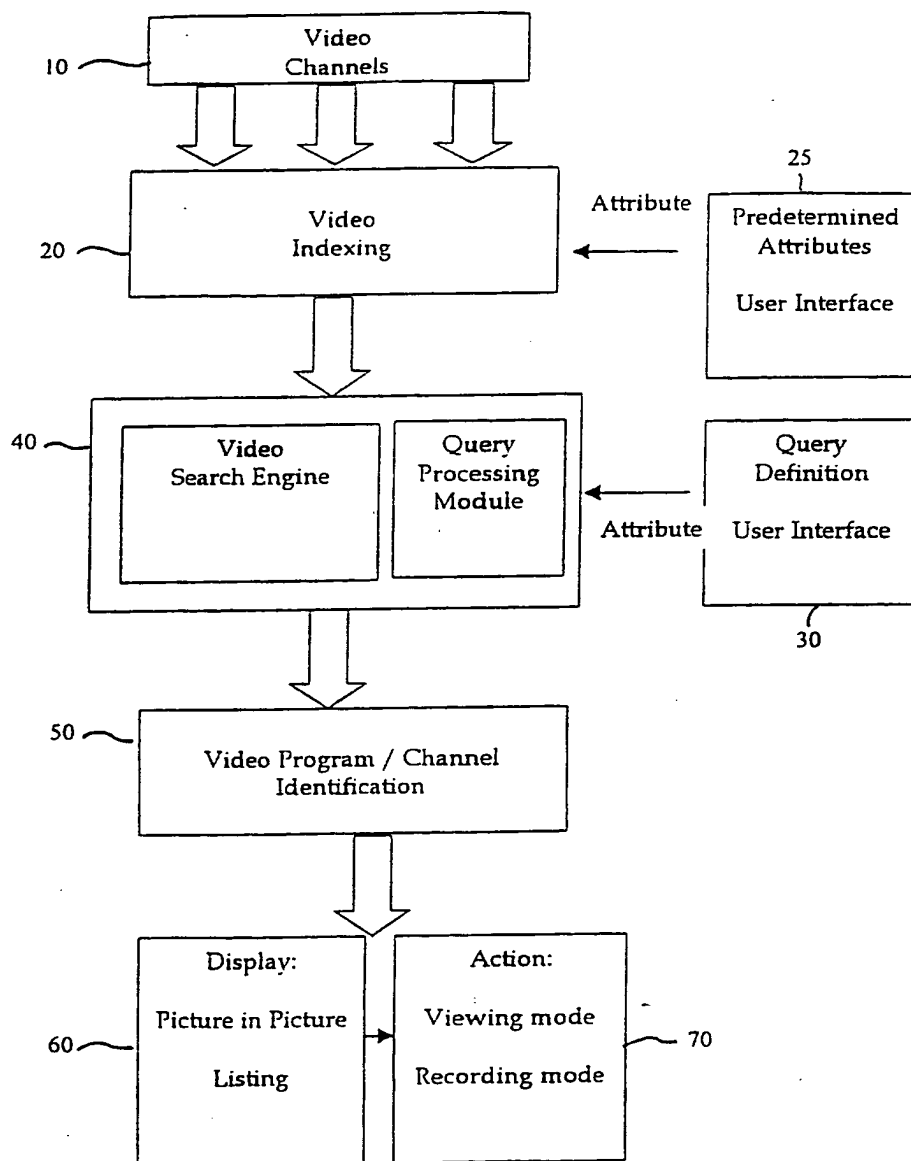 Video
Channels
10
25
Attribute
Predetermined
Attributes
User Interface
Video
Indexing
20
40
Video
Search Engine
Query
Processing
Module
Attribute
Query
Definition
User Interface
30
50
Video Program / Channel
Identification
Display:
Picture in Picture
Listing
60
Action:
Viewing mode
Recording mode
70